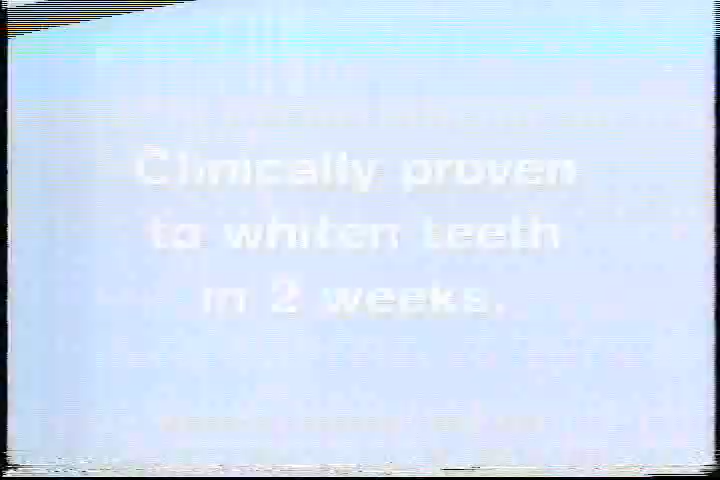 Clinically proven
to whiten teeth
in 2 weeks.